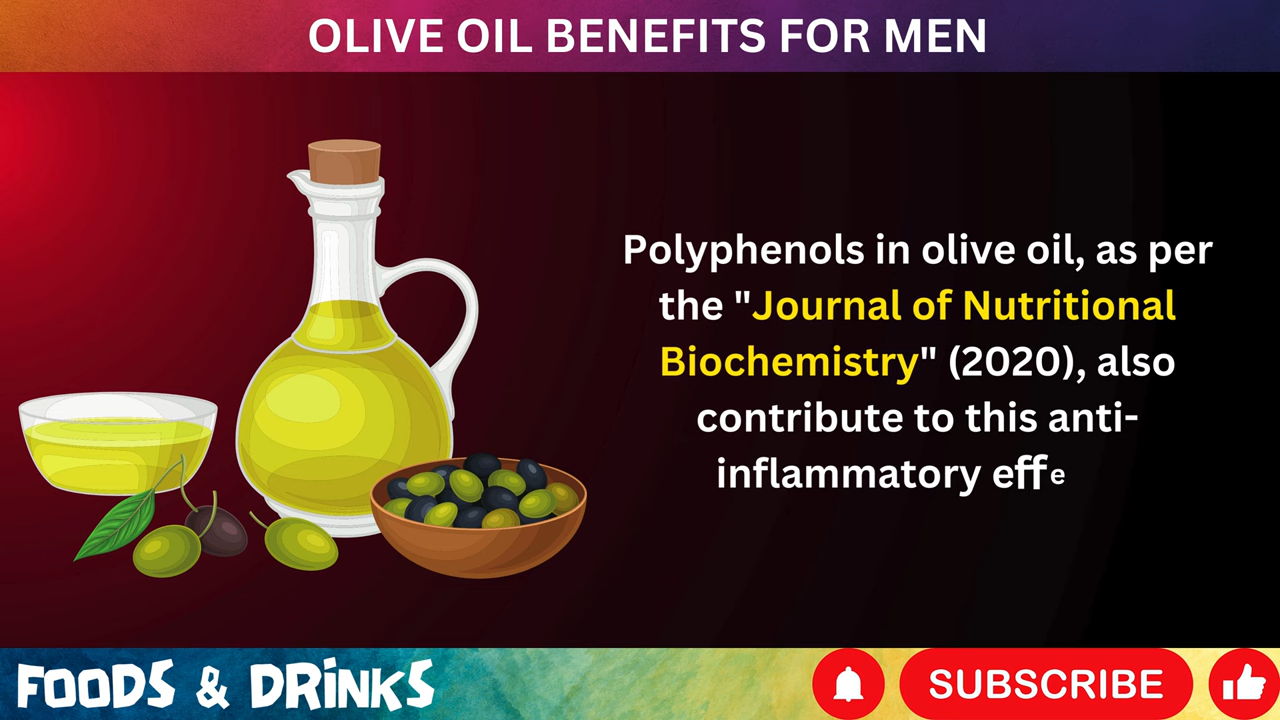 OLIVE OIL BENEFITS FOR MEN
Polyphenols in olive oil, as per
the "Journal of Nutritional
Biochemistry" (2020), also
contribute to this anti-
inflammatory effe
FOODS & DRiNKS
SUBSCRIBE